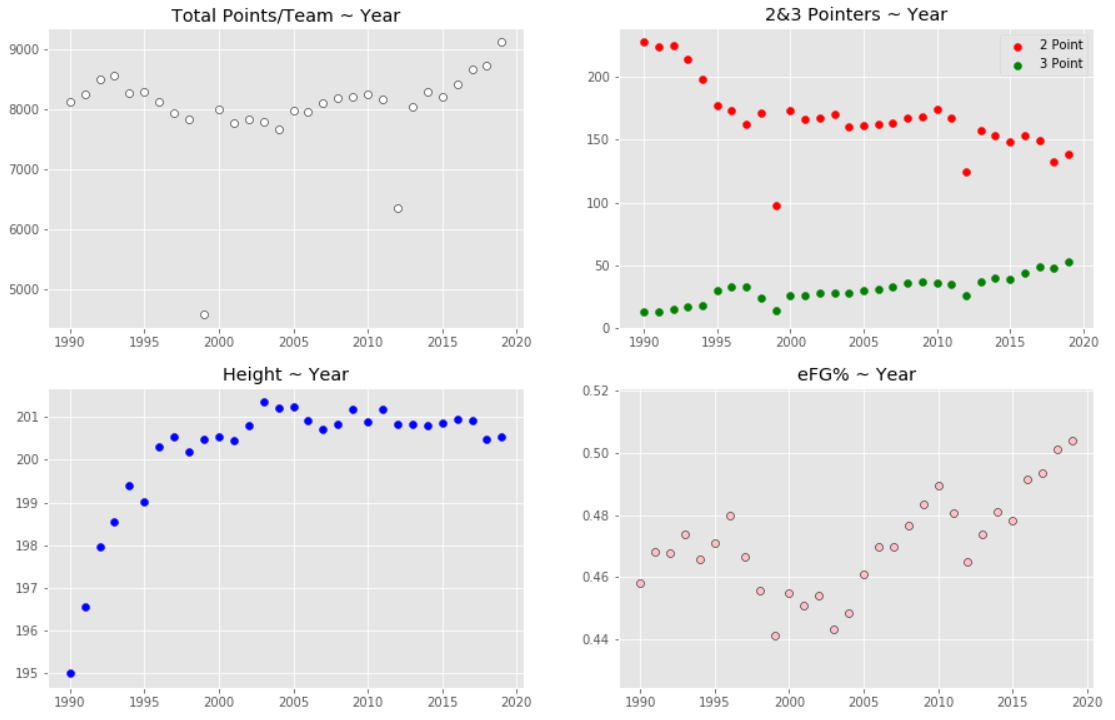 Total Points/Team ~ Year
9000
8000
7000
6000
5000
1990 1995 2000 2005 2010 2015 2020
2&3 Pointers ~ Year
2 Point
3 Point
200
150
100
50
0
1990 1995 2000 2005 2010 2015 2020
Height ~ Year
201
200
199
198
197
196
195
1990 1995 2000 2005 2010 2015 2020
eFG% ~ Year
0.52
0.50
0.48
0.46
0.44
1990 1995 2000 2005 2010 2015 2020